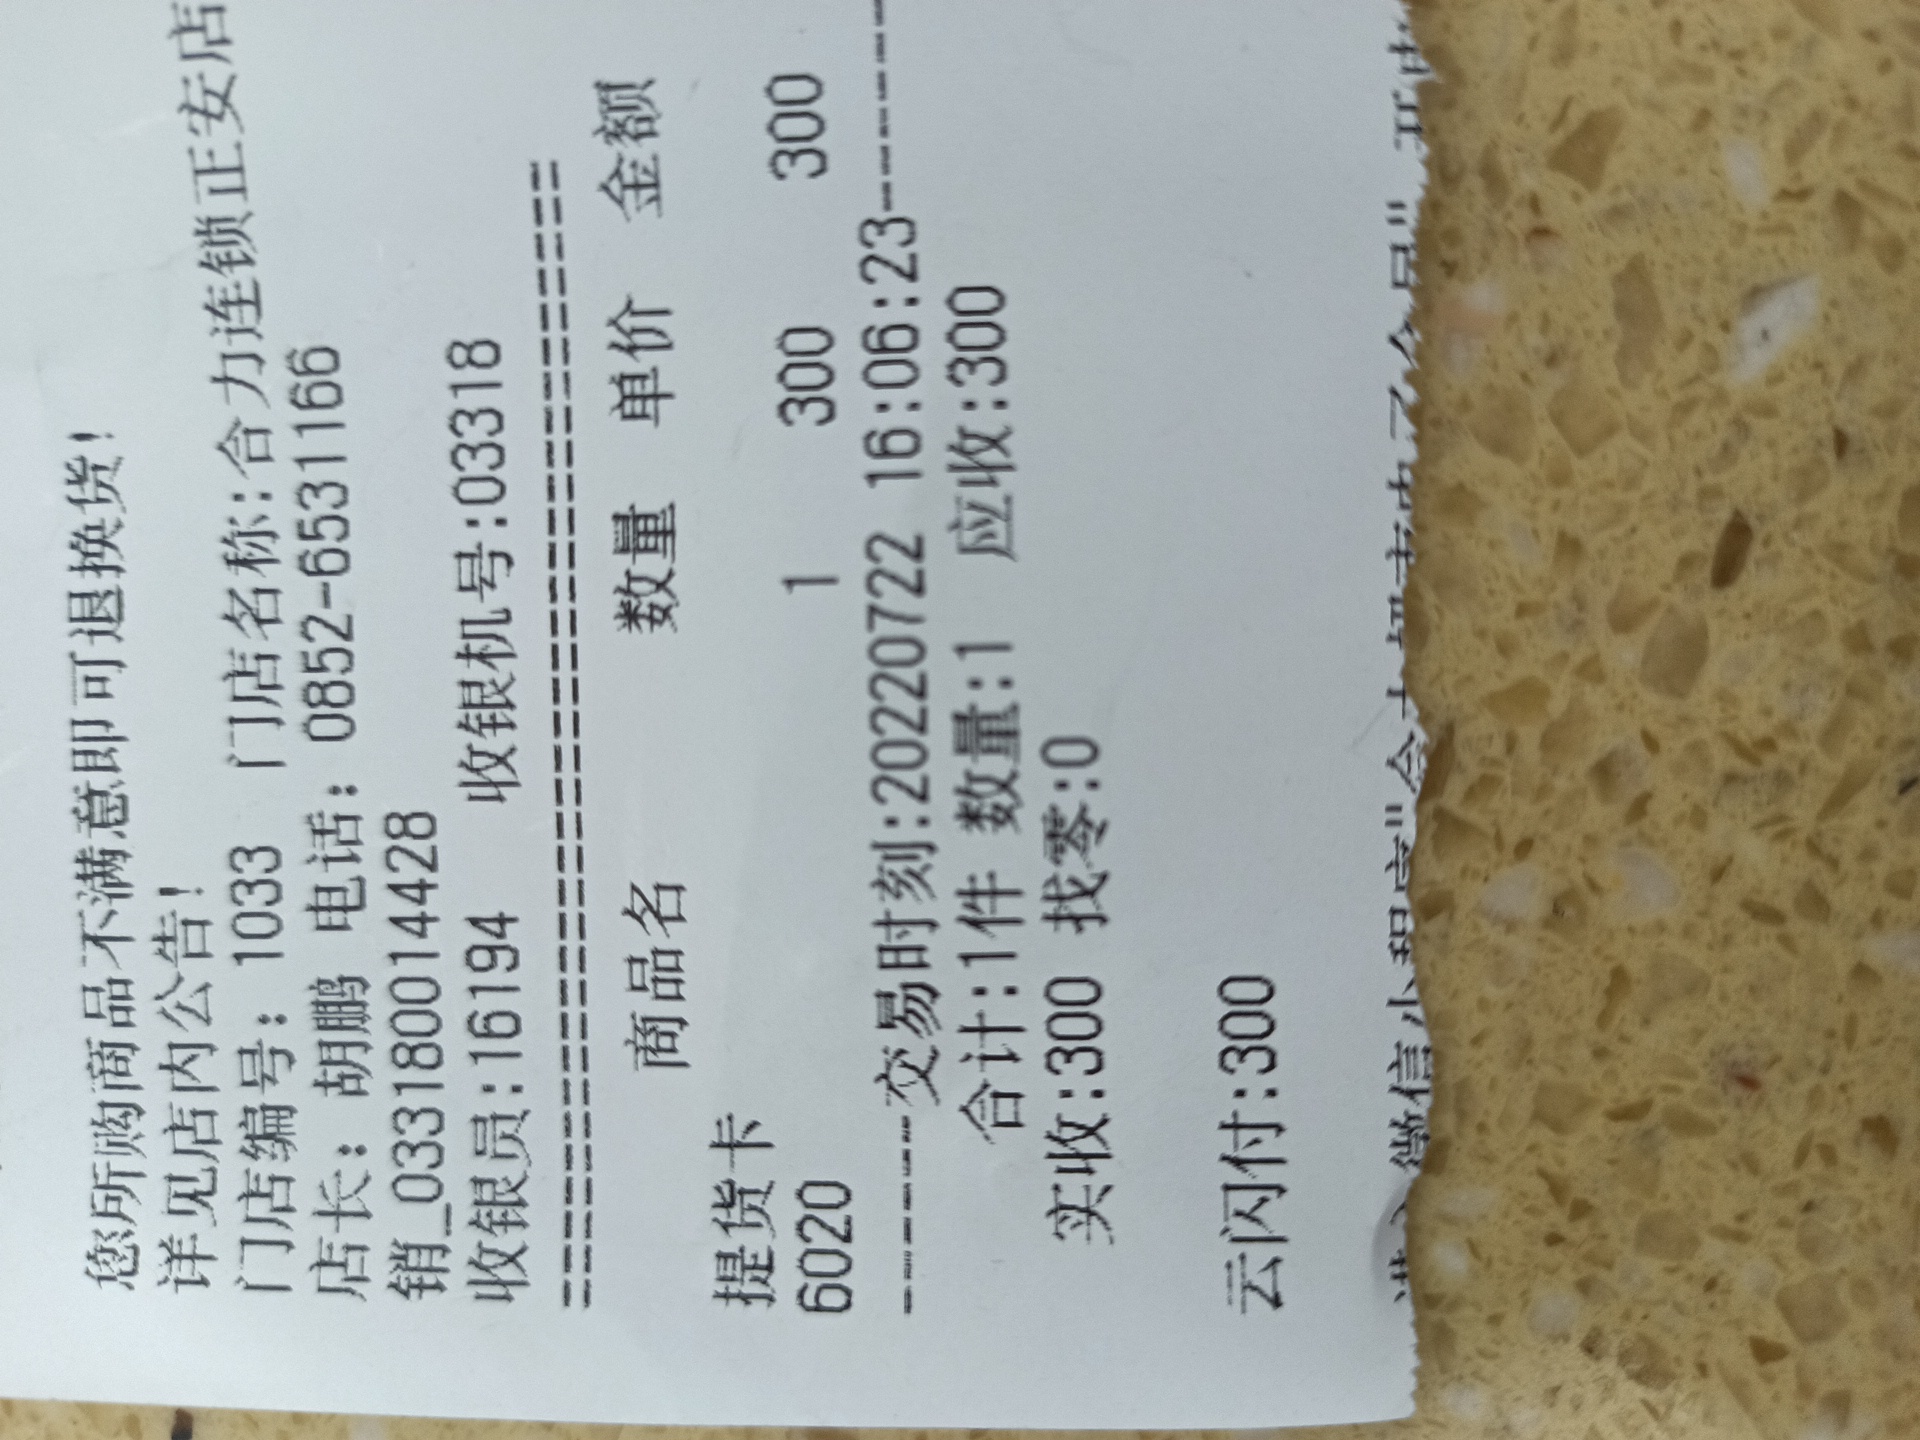 您所购商品不满意即可退换货！
详见店内公告！
门店编号：1033 门店名称:合力连锁正安店
店长：胡鹏 电话：0852-6531166
销_033180014428
收银员:16194 收银机号:03318
================================
商品名 数量 单价 金额
提货卡
6020 1 300 300
--------交易时刻:20220722 16:06:23--------
合计:1件 数量:1 应收:300
实收:300 找零:0
云闪付:300
微信小程序